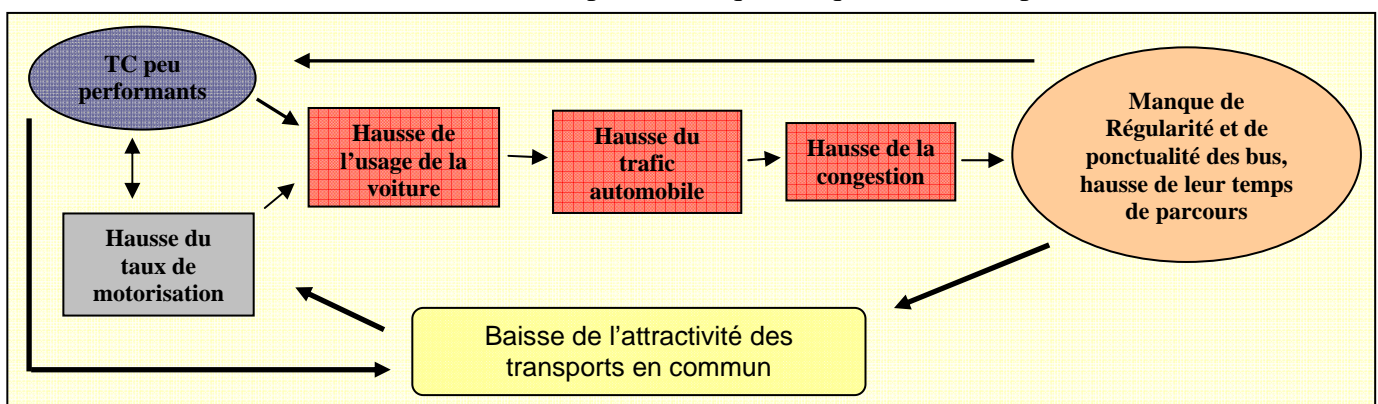 TC peu
performants
Hausse de
l'usage de la
voiture
Hausse du
trafic
automobile
Hausse de la
congestion
Manque de
Régularité et de
ponctualité des bus,
hausse de leur temps
de parcours
Hausse du
taux de
motorisation
Baisse de l'attractivité des
transports en commun